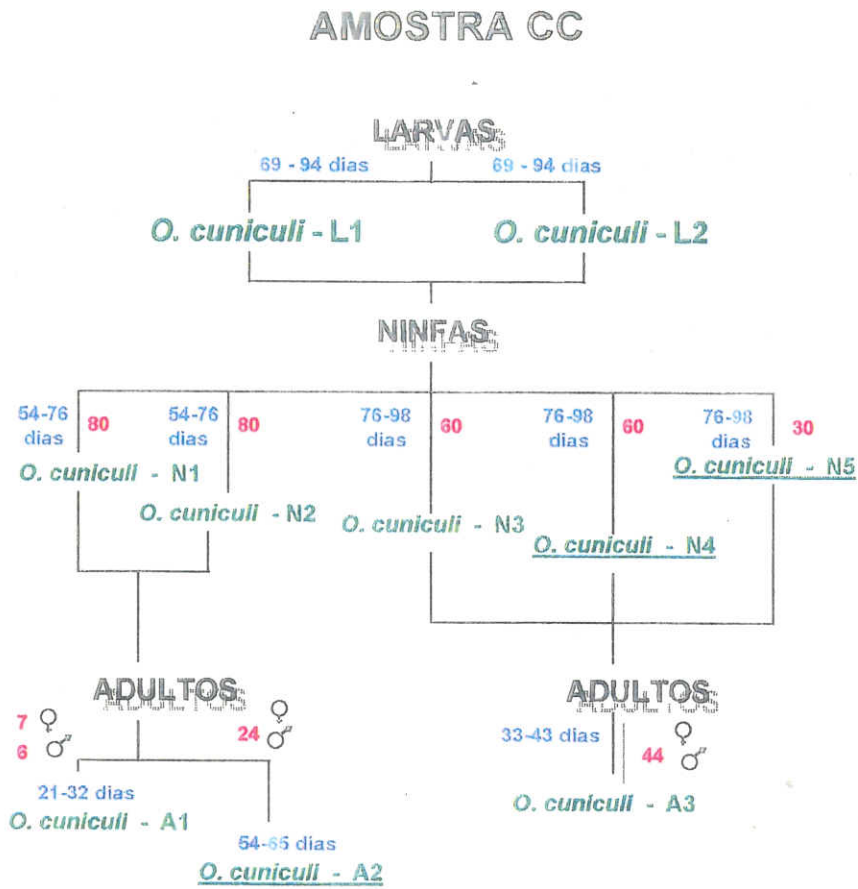 AMOSTRA CC
LARVAS
69 - 94 dias
69 - 94 dias
O. cuniculi - L1
O. cuniculi - L2
NINFAS
54-76 dias
80
54-76 dias
80
76-98 dias
60
76-98 dias
60
76-98 dias
30
O. cuniculi - N1
O. cuniculi - N2
O. cuniculi - N3
O. cuniculi - N4
O. cuniculi - N5
ADULTOS
7 ♀
6 ♂
24 ♀ ♂
21-32 dias
O. cuniculi - A1
54-65 dias
O. cuniculi - A2
ADULTOS
33-43 dias
44 ♀ ♂
O. cuniculi - A3